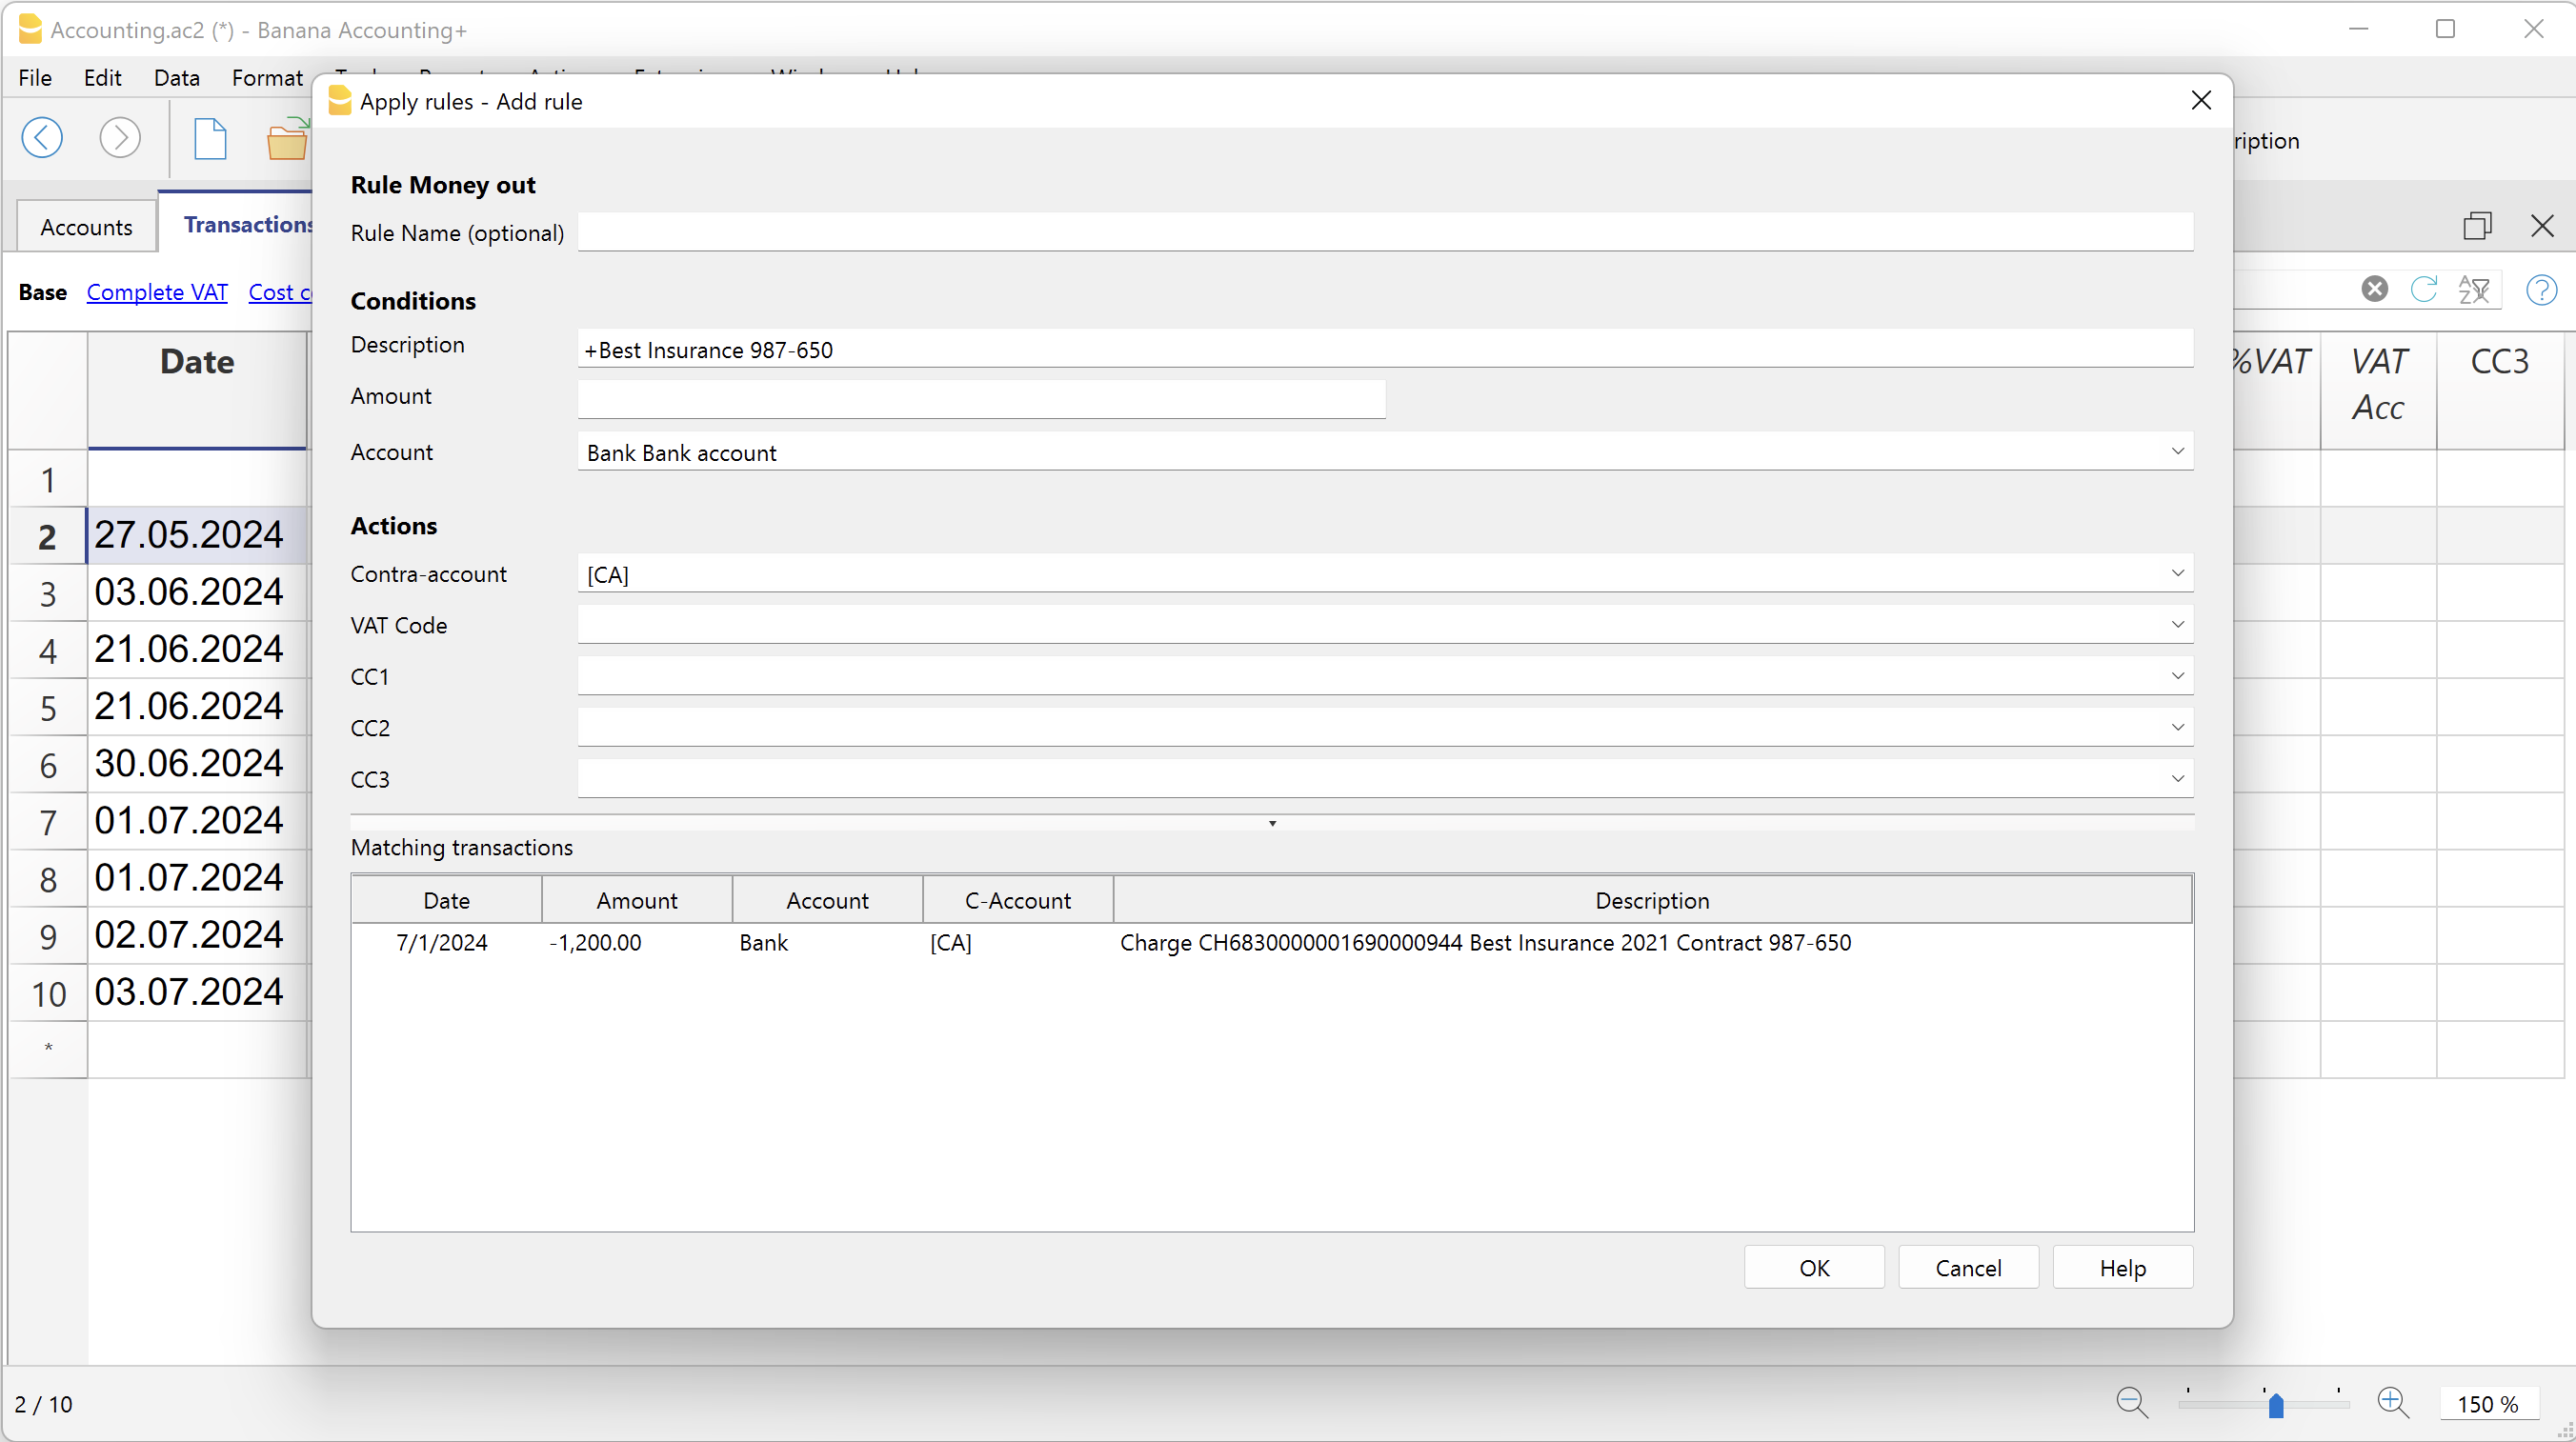 Accounting.ac2 (*) - Banana Accounting+
File Edit Data Format
Apply rules - Add rule
Accounts
Transactions
Base Complete VAT
Date
%VAT
VAT Acc
CC3
1
2 27.05.2024
3 03.06.2024
4 21.06.2024
5 21.06.2024
6 30.06.2024
7 01.07.2024
8 01.07.2024
9 02.07.2024
10 03.07.2024
*
Rule Money out
Rule Name (optional)
Conditions
Description +Best Insurance 987-650
Amount
Account Bank Bank account
Actions
Contra-account [CA]
VAT Code
CC1
CC2
CC3
Matching transactions
Date Amount Account C-Account Description
7/1/2024 -1,200.00 Bank [CA] Charge CH6830000001690000944 Best Insurance 2021 Contract 987-650
OK Cancel Help
2 / 10
150 %